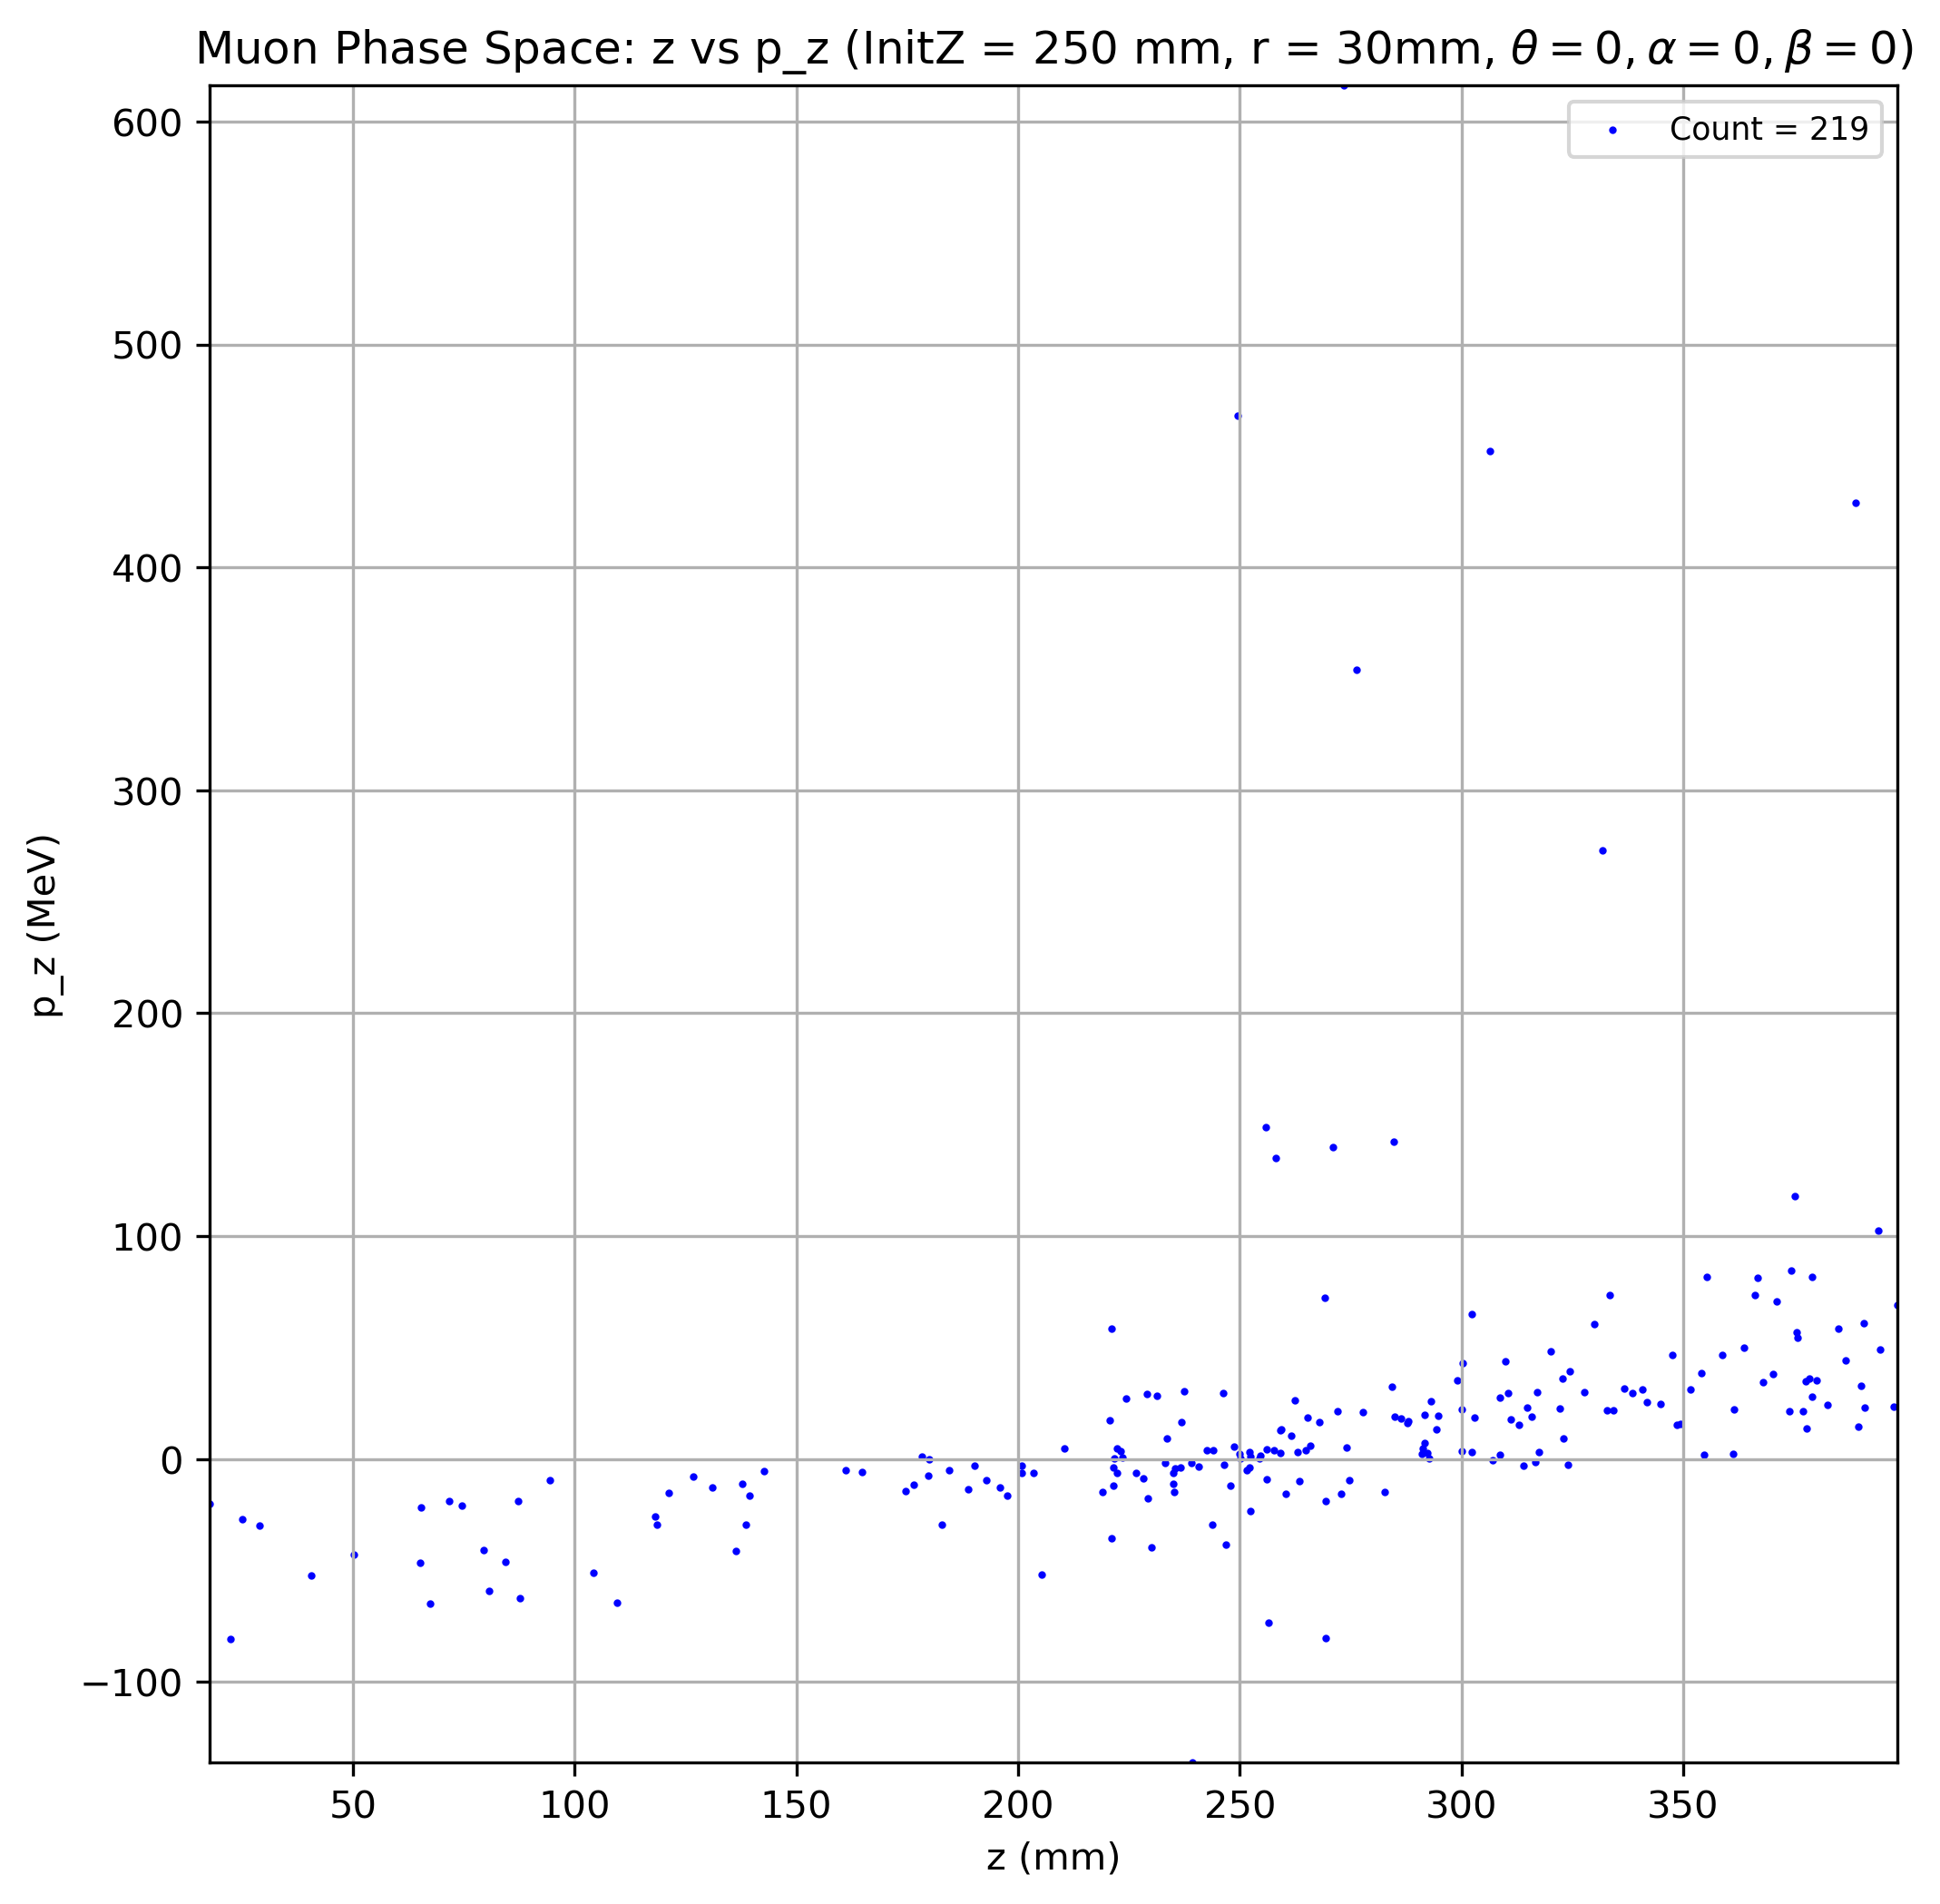 Muon Phase Space: z vs p_z (InitZ = 250 mm, r = 30mm, θ = 0, α = 0, β = 0)
Count = 219
600
500
400
300
200
100
0
−100
p_z (MeV)
50 100 150 200 250 300 350
z (mm)